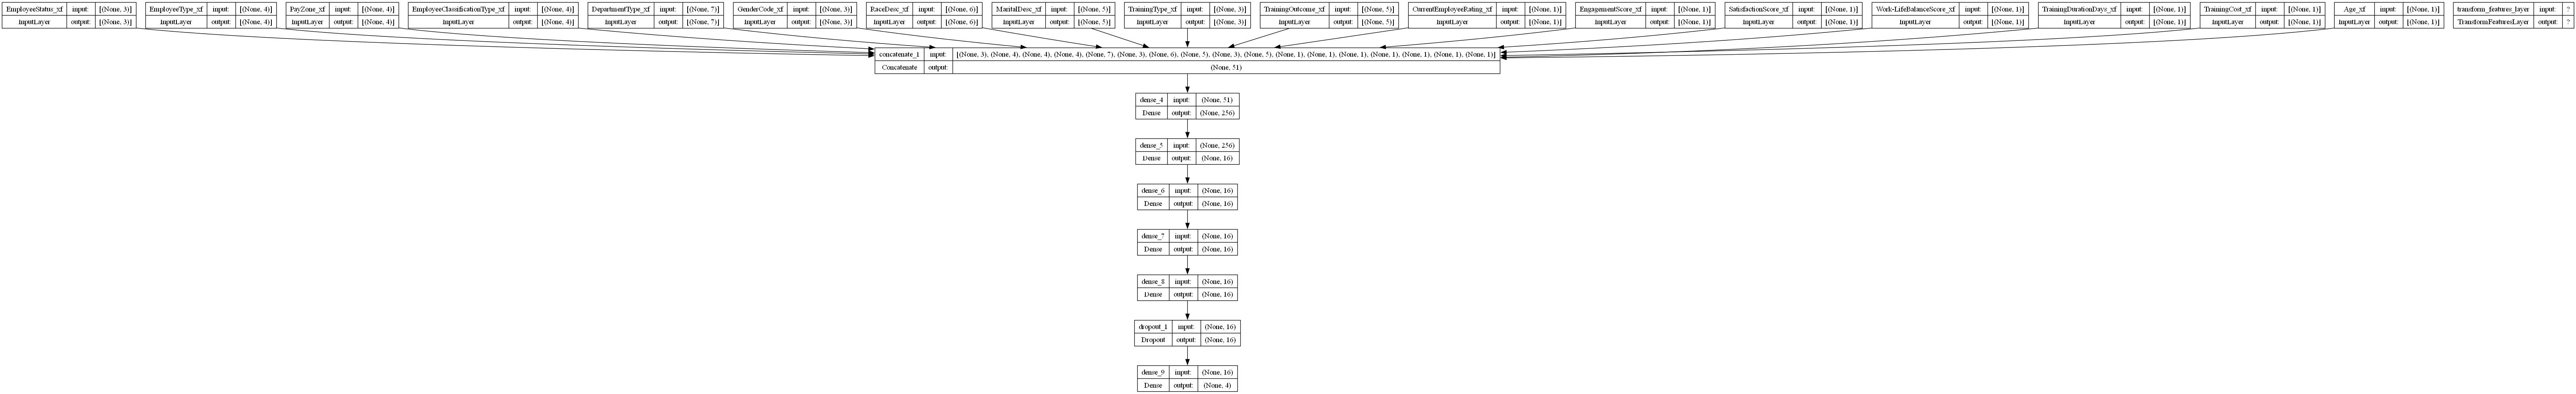 EmployeeStatus_xf input: [(None, 3)]
InputLayer output: [(None, 3)]
EmployeeType_xf input: [(None, 4)]
InputLayer output: [(None, 4)]
PayZone_xf input: [(None, 4)]
InputLayer output: [(None, 4)]
EmployeeClassificationType_xf input: [(None, 4)]
InputLayer output: [(None, 4)]
DepartmentType_xf input: [(None, 7)]
InputLayer output: [(None, 7)]
GenderCode_xf input: [(None, 3)]
InputLayer output: [(None, 3)]
RaceDesc_xf input: [(None, 6)]
InputLayer output: [(None, 6)]
MaritalDesc_xf input: [(None, 5)]
InputLayer output: [(None, 5)]
TrainingType_xf input: [(None, 3)]
InputLayer output: [(None, 3)]
TrainingOutcome_xf input: [(None, 5)]
InputLayer output: [(None, 5)]
CurrentEmployeeRating_xf input: [(None, 1)]
InputLayer output: [(None, 1)]
EngagementScore_xf input: [(None, 1)]
InputLayer output: [(None, 1)]
SatisfactionScore_xf input: [(None, 1)]
InputLayer output: [(None, 1)]
Work-LifeBalanceScore_xf input: [(None, 1)]
InputLayer output: [(None, 1)]
TrainingDurationDays_xf input: [(None, 1)]
InputLayer output: [(None, 1)]
TrainingCost_xf input: [(None, 1)]
InputLayer output: [(None, 1)]
Age_xf input: [(None, 1)]
InputLayer output: [(None, 1)]
transform_features_layer input: ?
TransformFeaturesLayer output: ?
concatenate_1 input: [(None, 3), (None, 4), (None, 4), (None, 4), (None, 7), (None, 3), (None, 6), (None, 5), (None, 3), (None, 5), (None, 1), (None, 1), (None, 1), (None, 1), (None, 1), (None, 1), (None, 1)]
Concatenate output: (None, 51)
dense_4 input: (None, 51)
Dense output: (None, 256)
dense_5 input: (None, 256)
Dense output: (None, 16)
dense_6 input: (None, 16)
Dense output: (None, 16)
dense_7 input: (None, 16)
Dense output: (None, 16)
dense_8 input: (None, 16)
Dense output: (None, 16)
dropout_1 input: (None, 16)
Dropout output: (None, 16)
dense_9 input: (None, 16)
Dense output: (None, 4)